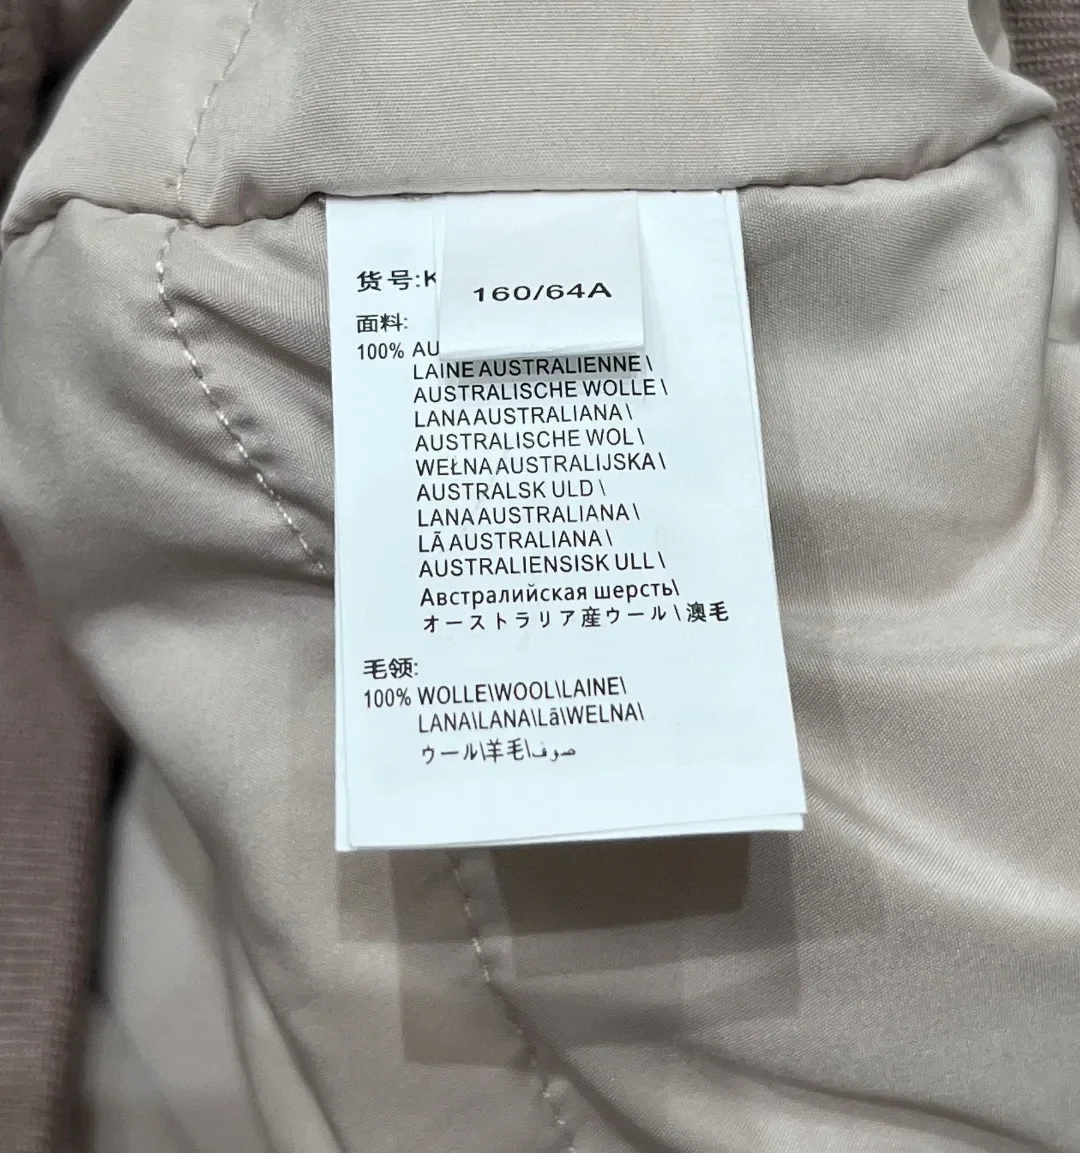 货号:K
160/64A
面料:
100% AU
LAINE AUSTRALIENNE \
AUSTRALISCHE WOLLE \
LANA AUSTRALIANA \
AUSTRALISCHE WOL \
WEŁNA AUSTRALIJSKA \
AUSTRALSK ULD \
LANA AUSTRALIANA \
LÃ AUSTRALIANA \
AUSTRALIENSISK ULL \
Австралийская шерсть\
オーストラリア産ウール \ 澳毛
毛领:
100% WOLLE\WOOL\LAINE\
LANA\LANA\Lã\WELNA\
ウール\羊毛\صوف